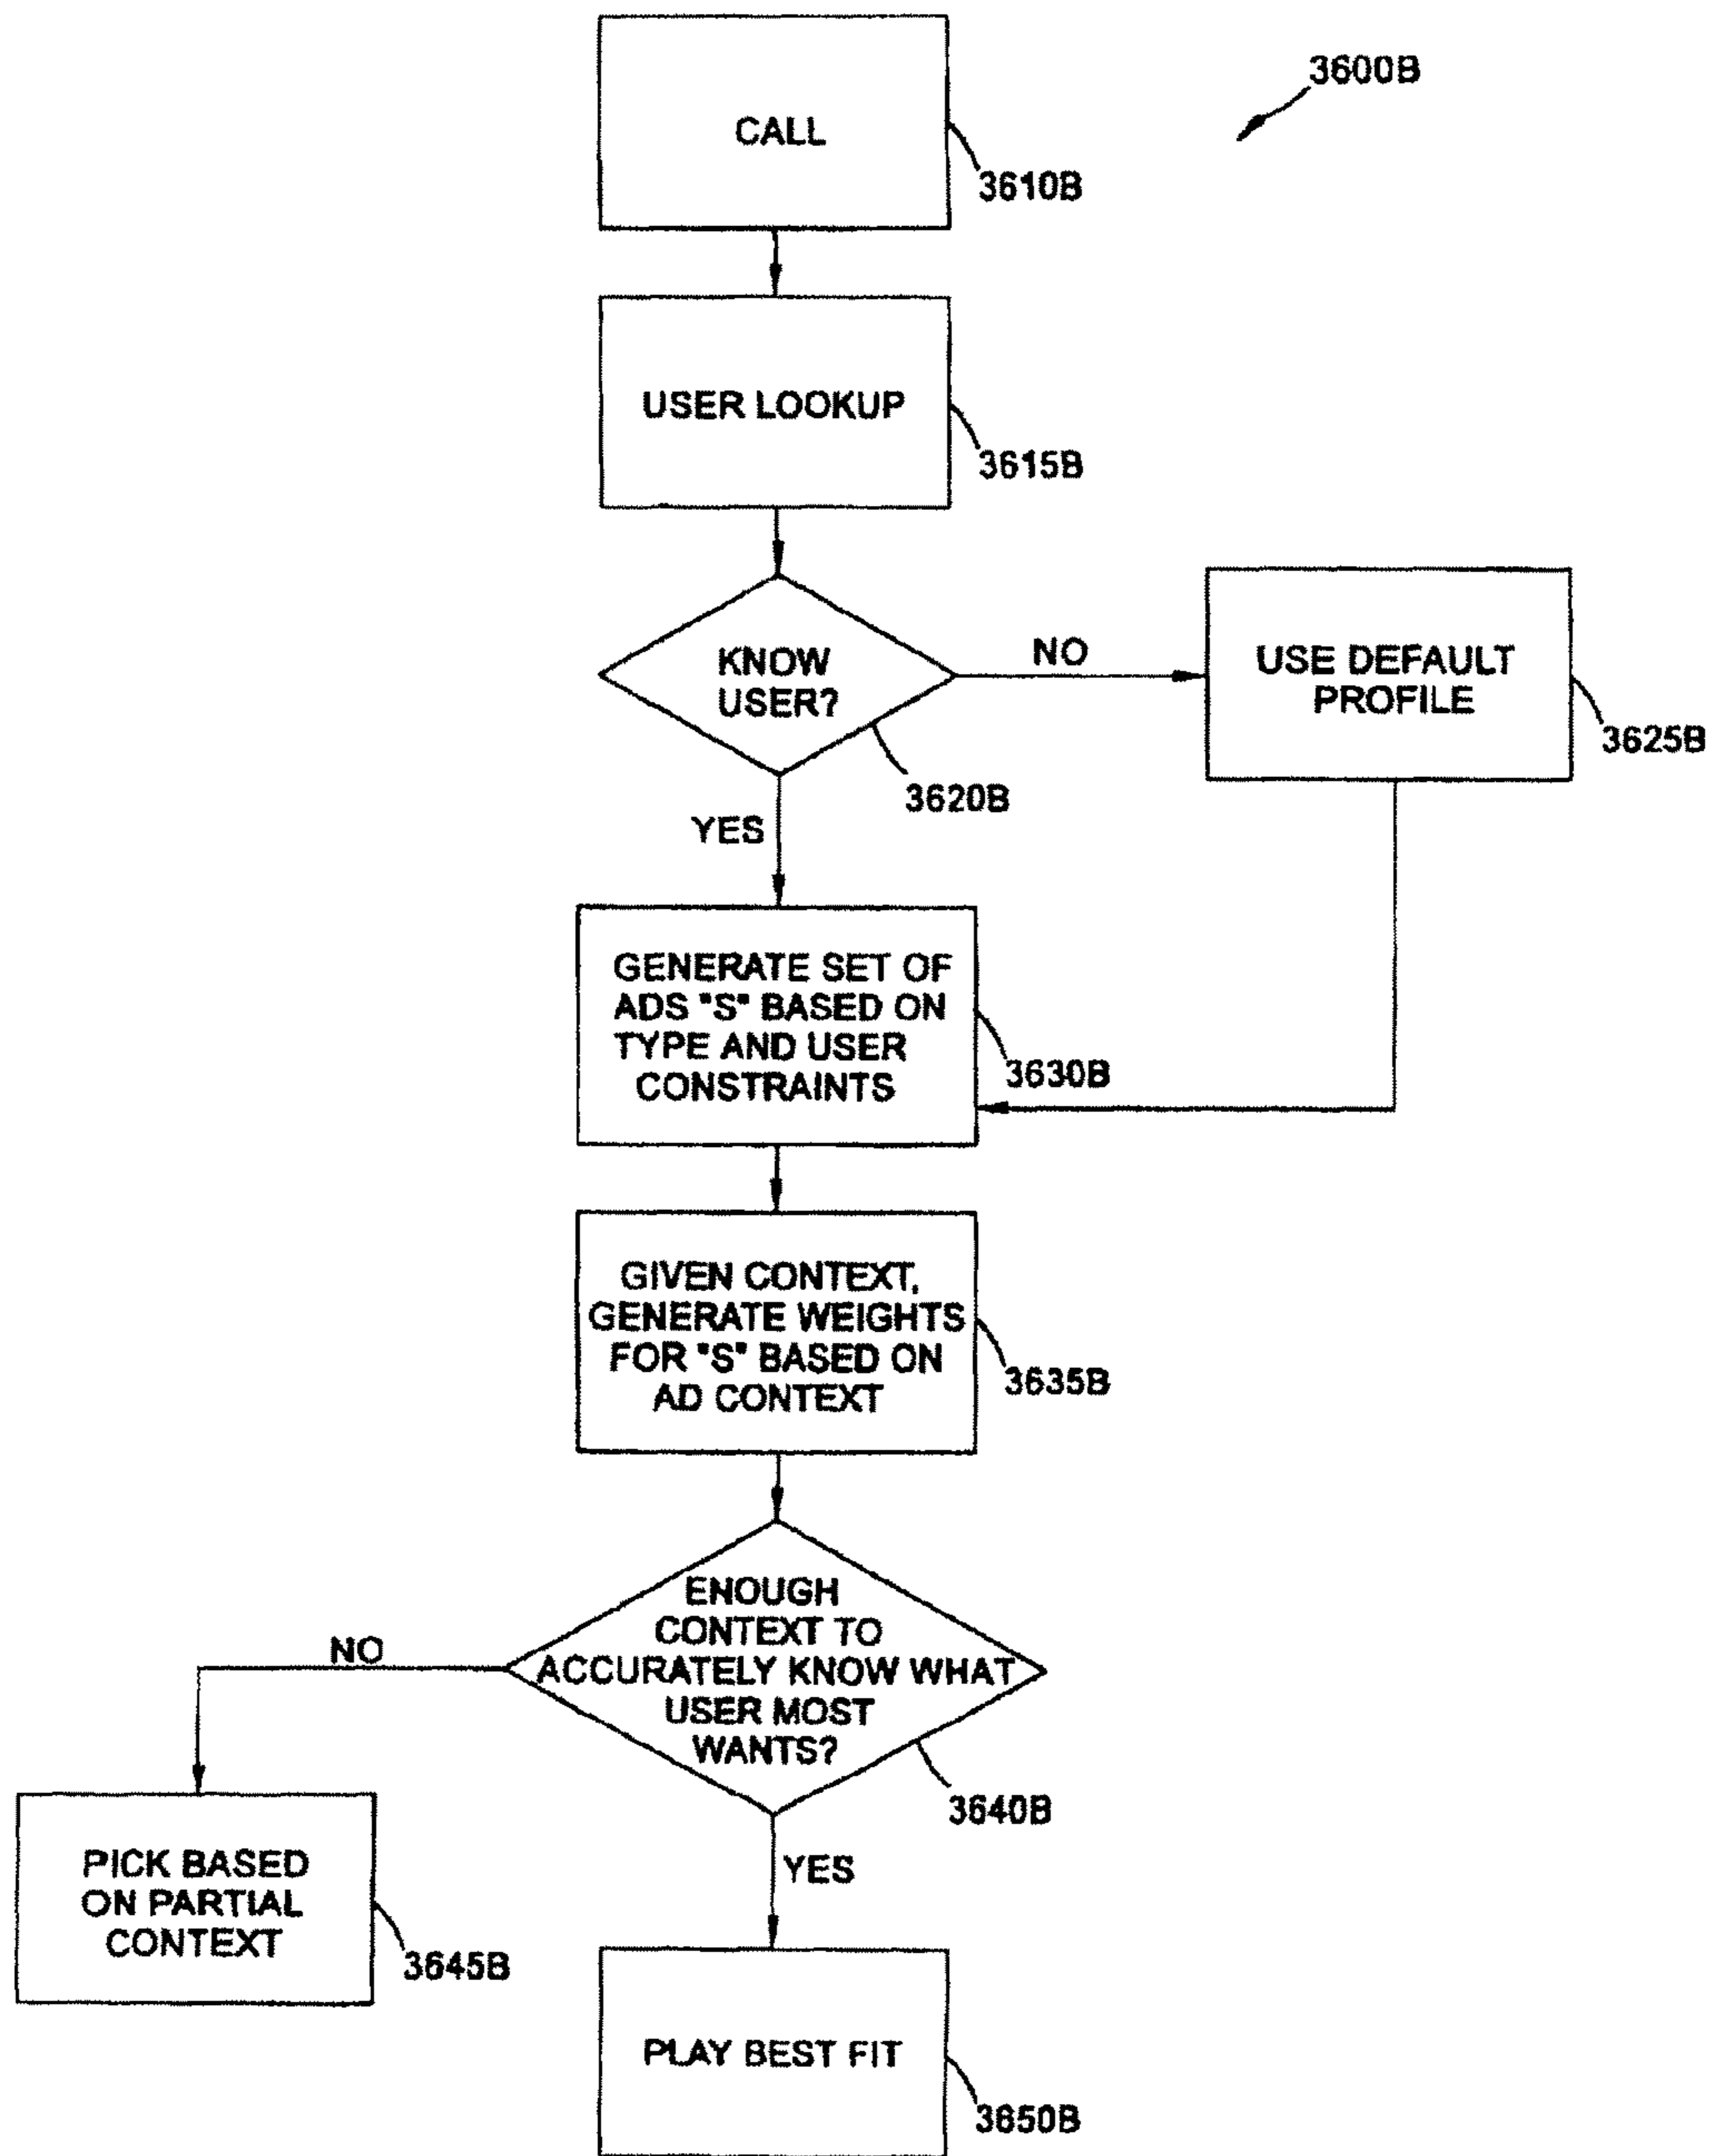 3600B
CALL
3610B
USER LOOKUP
3615B
KNOW
USER?
3620B
NO
USE DEFAULT
PROFILE
3625B
YES
GENERATE SET OF
ADS "S" BASED ON
TYPE AND USER
CONSTRAINTS
3630B
GIVEN CONTEXT,
GENERATE WEIGHTS
FOR "S" BASED ON
AD CONTEXT
3635B
ENOUGH
CONTEXT TO
ACCURATELY KNOW WHAT
USER MOST
WANTS?
3640B
NO
PICK BASED
ON PARTIAL
CONTEXT
3645B
YES
PLAY BEST FIT
3650B